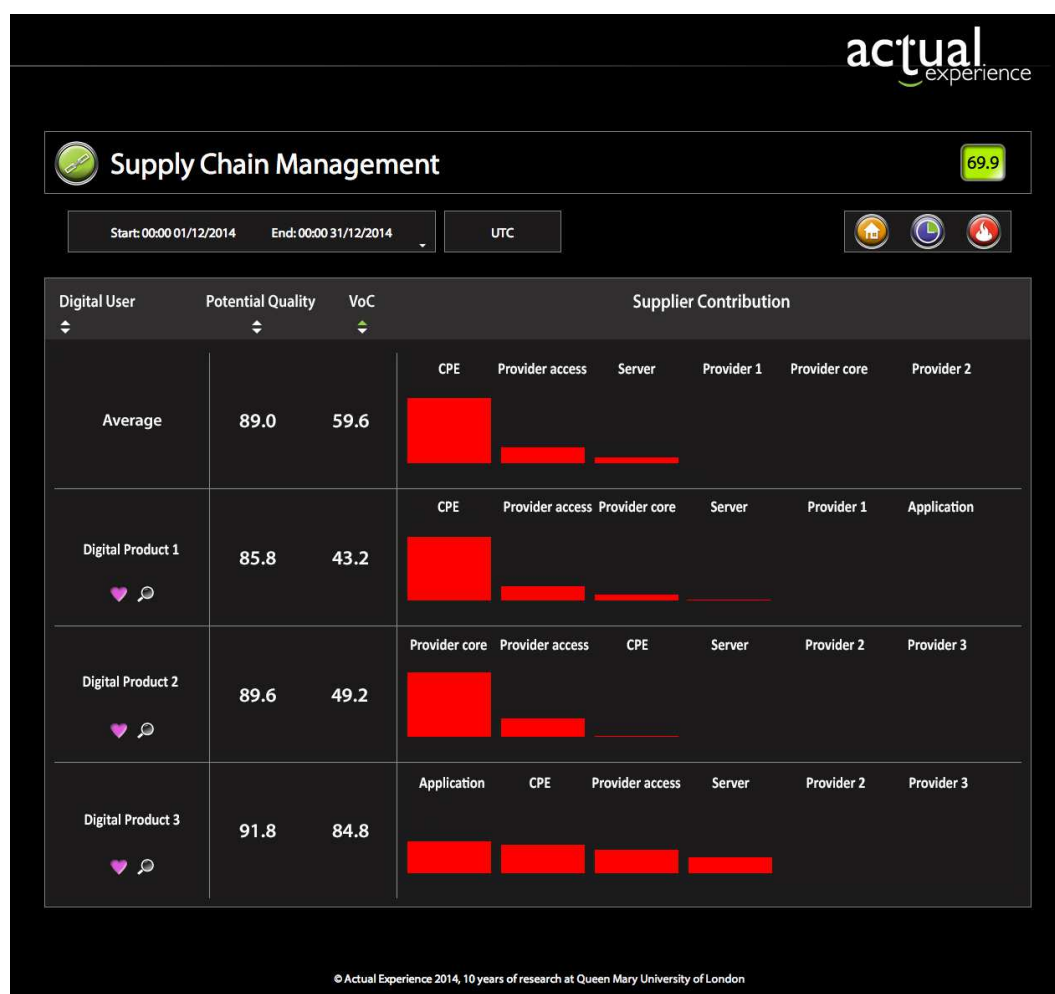 actual
experience
Supply Chain Management
69.9
Start: 00:00 01/12/2014 End: 00:00 31/12/2014
UTC
Digital User Potential Quality VoC Supplier Contribution
CPE Provider access Server Provider 1 Provider core Provider 2
Average 89.0 59.6
CPE Provider access Provider core Server Provider 1 Application
Digital Product 1 85.8 43.2
Provider core Provider access CPE Server Provider 2 Provider 3
Digital Product 2 89.6 49.2
Application CPE Provider access Server Provider 2 Provider 3
Digital Product 3 91.8 84.8
© Actual Experience 2014, 10 years of research at Queen Mary University of London